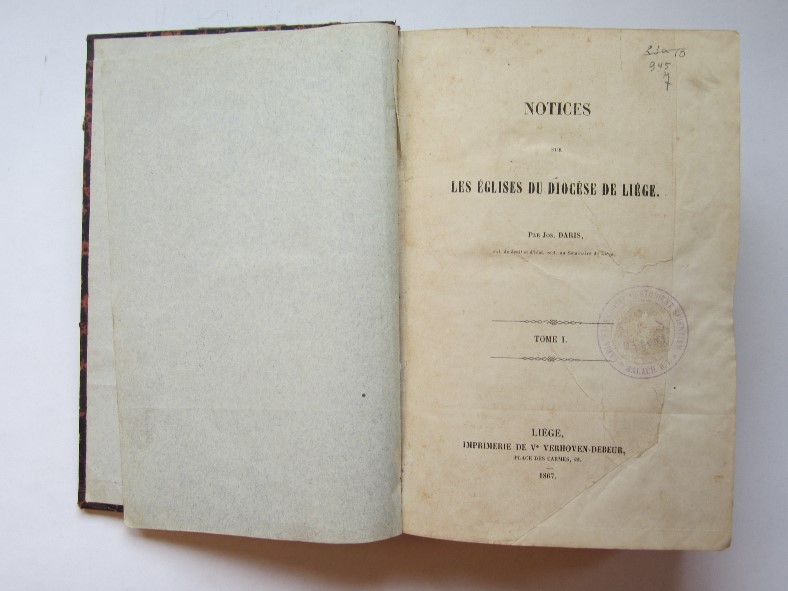 NOTICES
SUR
LES ÉGLISES DU DIOCÈSE DE LIÉGE.
PAR JOS. DARIS,
TOME I.
LIÉGE,
IMPRIMERIE DE Vᵉ VERHOVEN-DEBEUR,
PLACE DES CARMES,
1867.